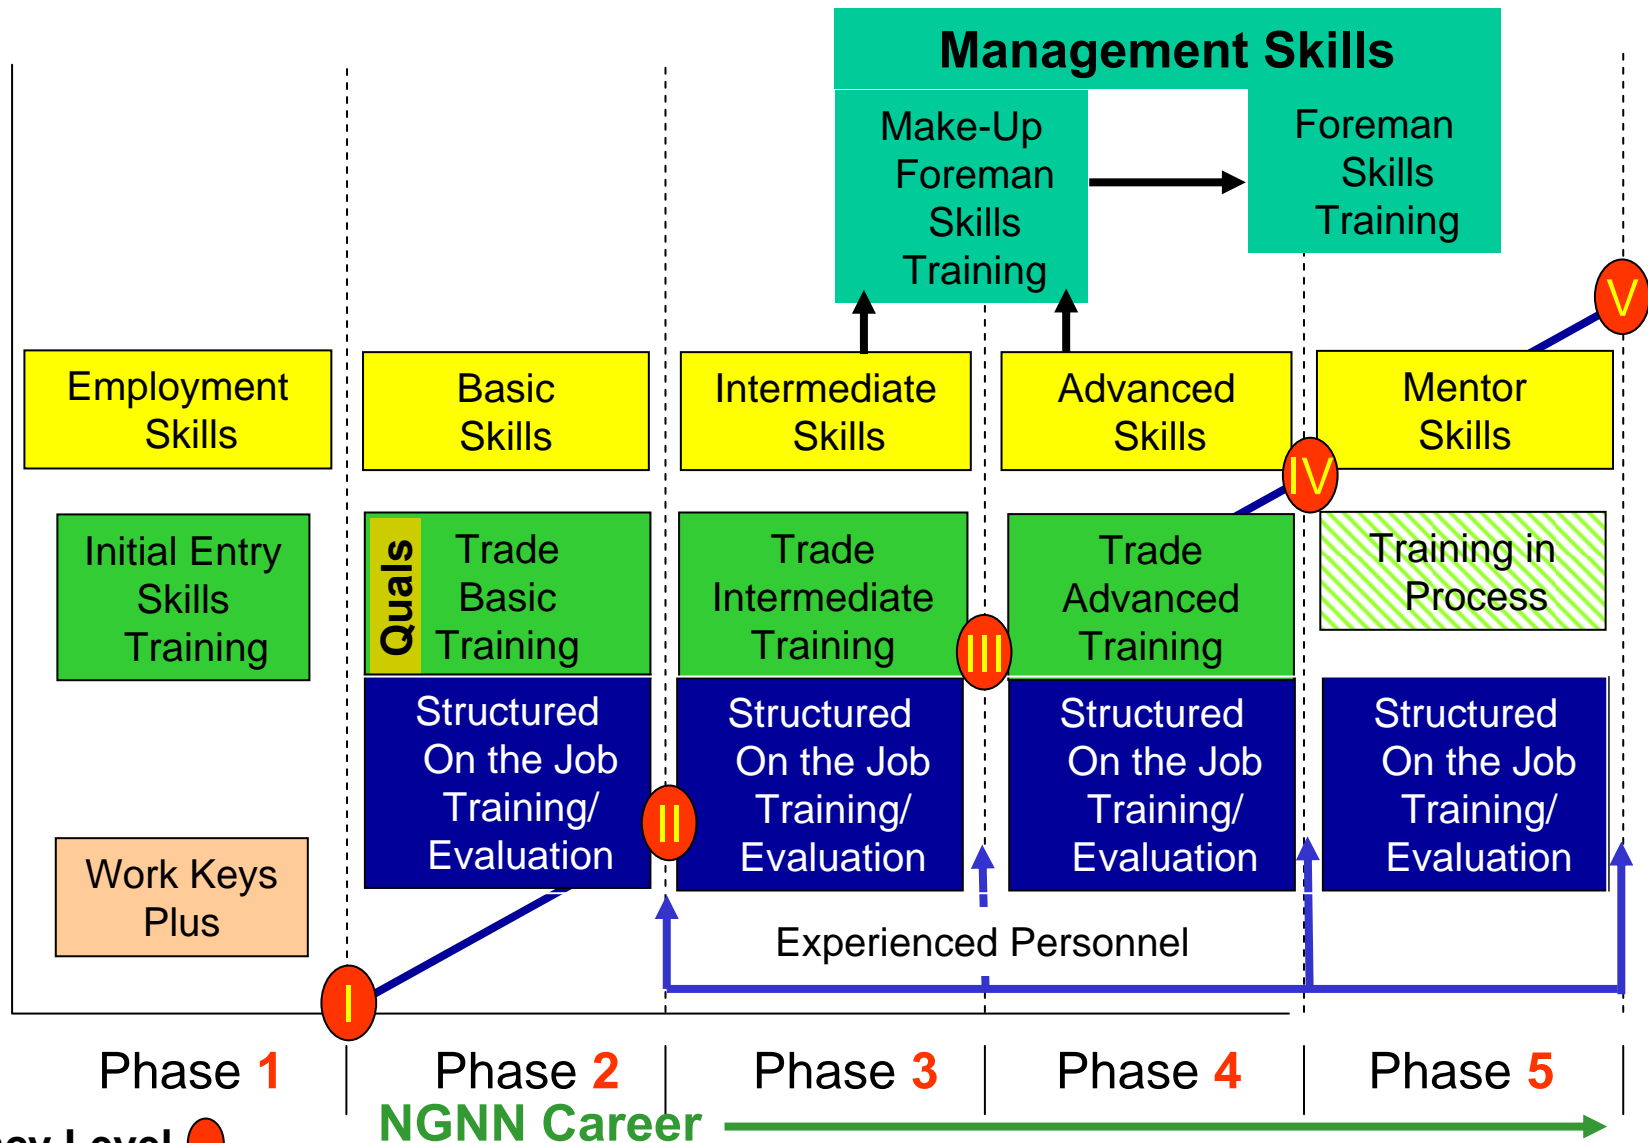 Management Skills
Make-Up
Foreman
Skills
Training
Foreman
Skills
Training
V
Employment
Skills
Basic
Skills
Intermediate
Skills
Advanced
Skills
Mentor
Skills
IV
Initial Entry
Skills
Training
Quals
Trade
Basic
Training
Trade
Intermediate
Training
III
Trade
Advanced
Training
Training in
Process
Structured
On the Job
Training/
Evaluation
II
Structured
On the Job
Training/
Evaluation
Structured
On the Job
Training/
Evaluation
Structured
On the Job
Training/
Evaluation
Work Keys
Plus
Experienced Personnel
I
Phase 1
Phase 2
Phase 3
Phase 4
Phase 5
NGNN Career
Level